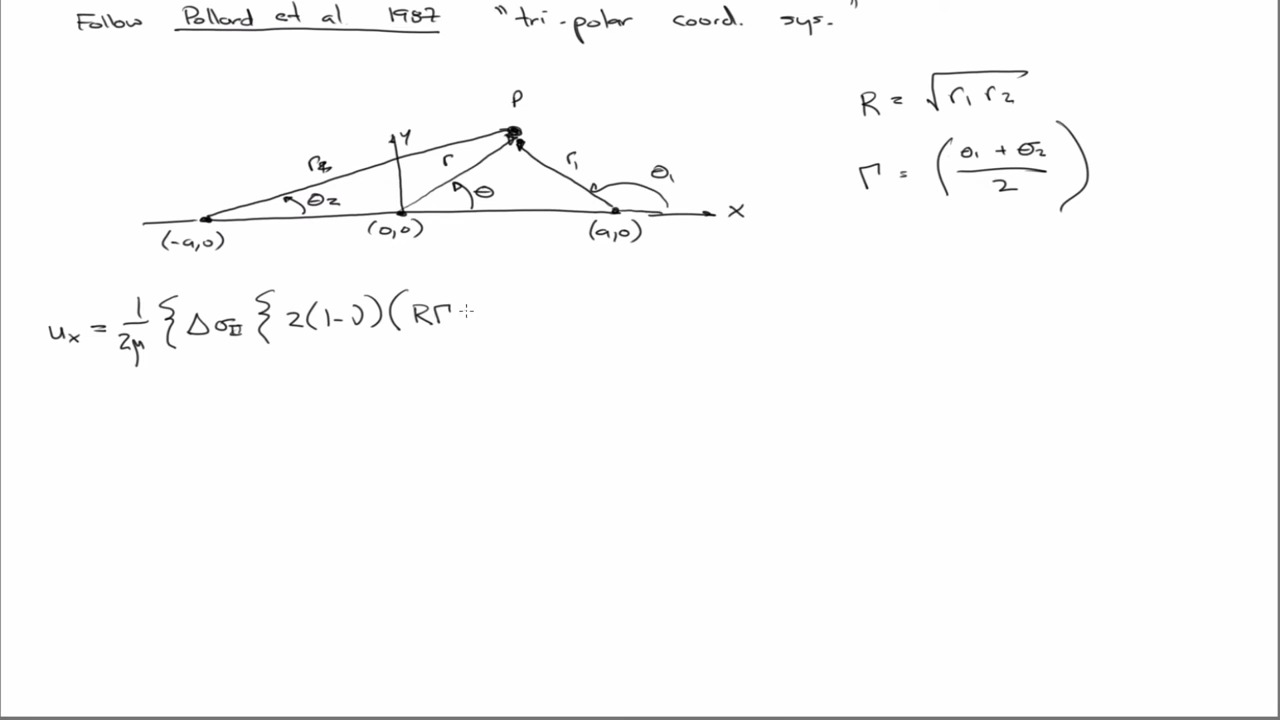 Follow Pollard et al 1987 "tri-polar coord. sys."
P
R = √(r₁ r₂)
y
r₂ r r₁ θ₁
Γ = ((θ₁ + θ₂)/2)
θ₂ θ
x
(-a,0) (0,0) (a,0)
uₓ = 1/2μ { Δσ_II { 2(1-ν)(RΓ -